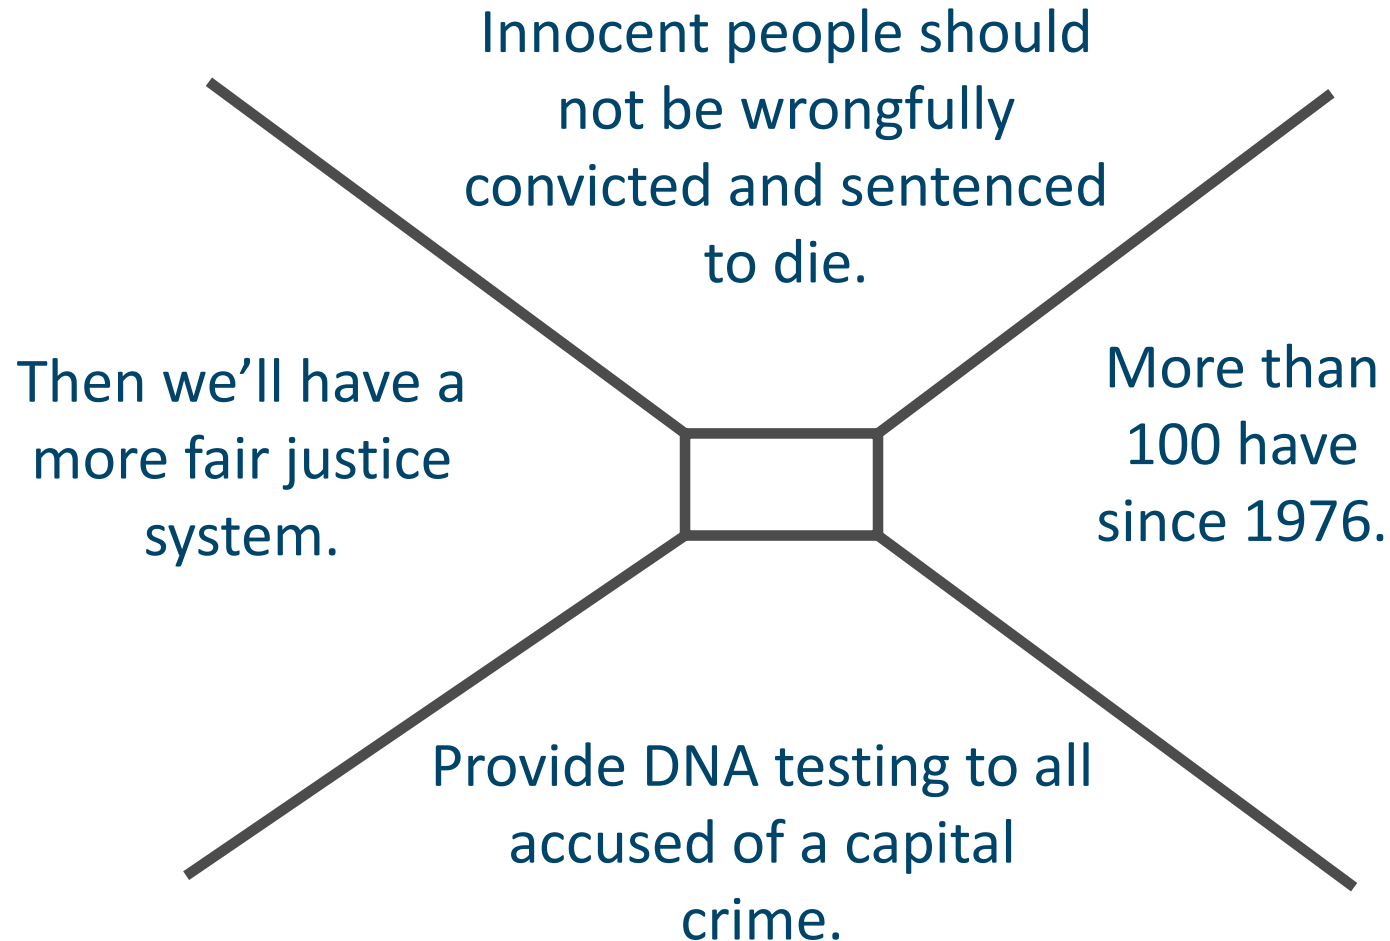 Innocent people should
not be wrongfully
convicted and sentenced
to die.
Then we’ll have a
more fair justice
system.
More than
100 have
since 1976.
Provide DNA testing to all
accused of a capital
crime.